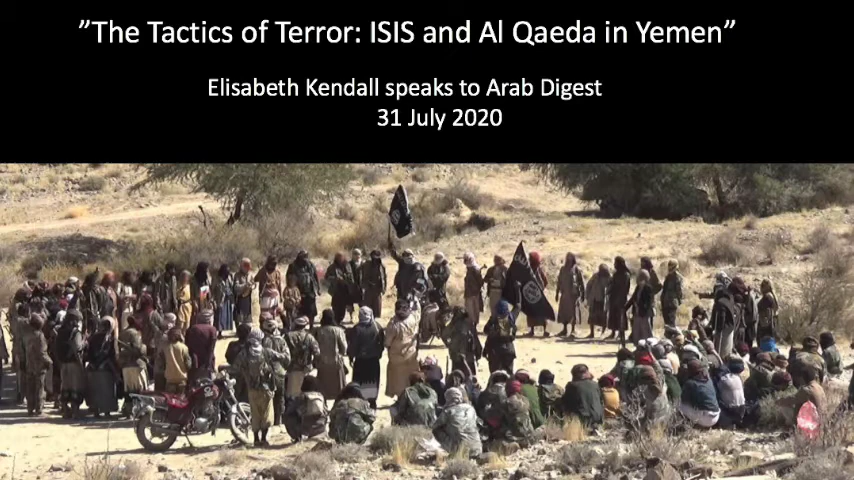 ”The Tactics of Terror: ISIS and Al Qaeda in Yemen”
Elisabeth Kendall speaks to Arab Digest
31 July 2020